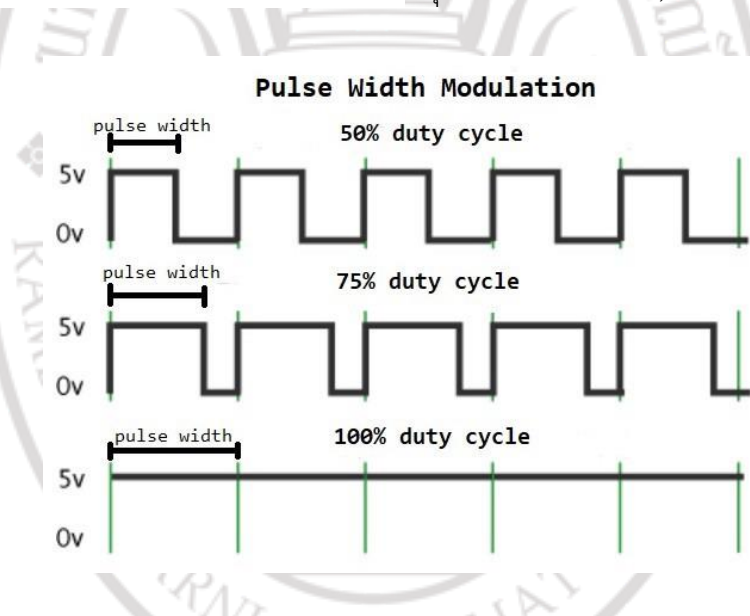 Pulse Width Modulation
pulse width
50% duty cycle
5v
0v
pulse width
75% duty cycle
5v
0v
pulse width
100% duty cycle
5v
0v